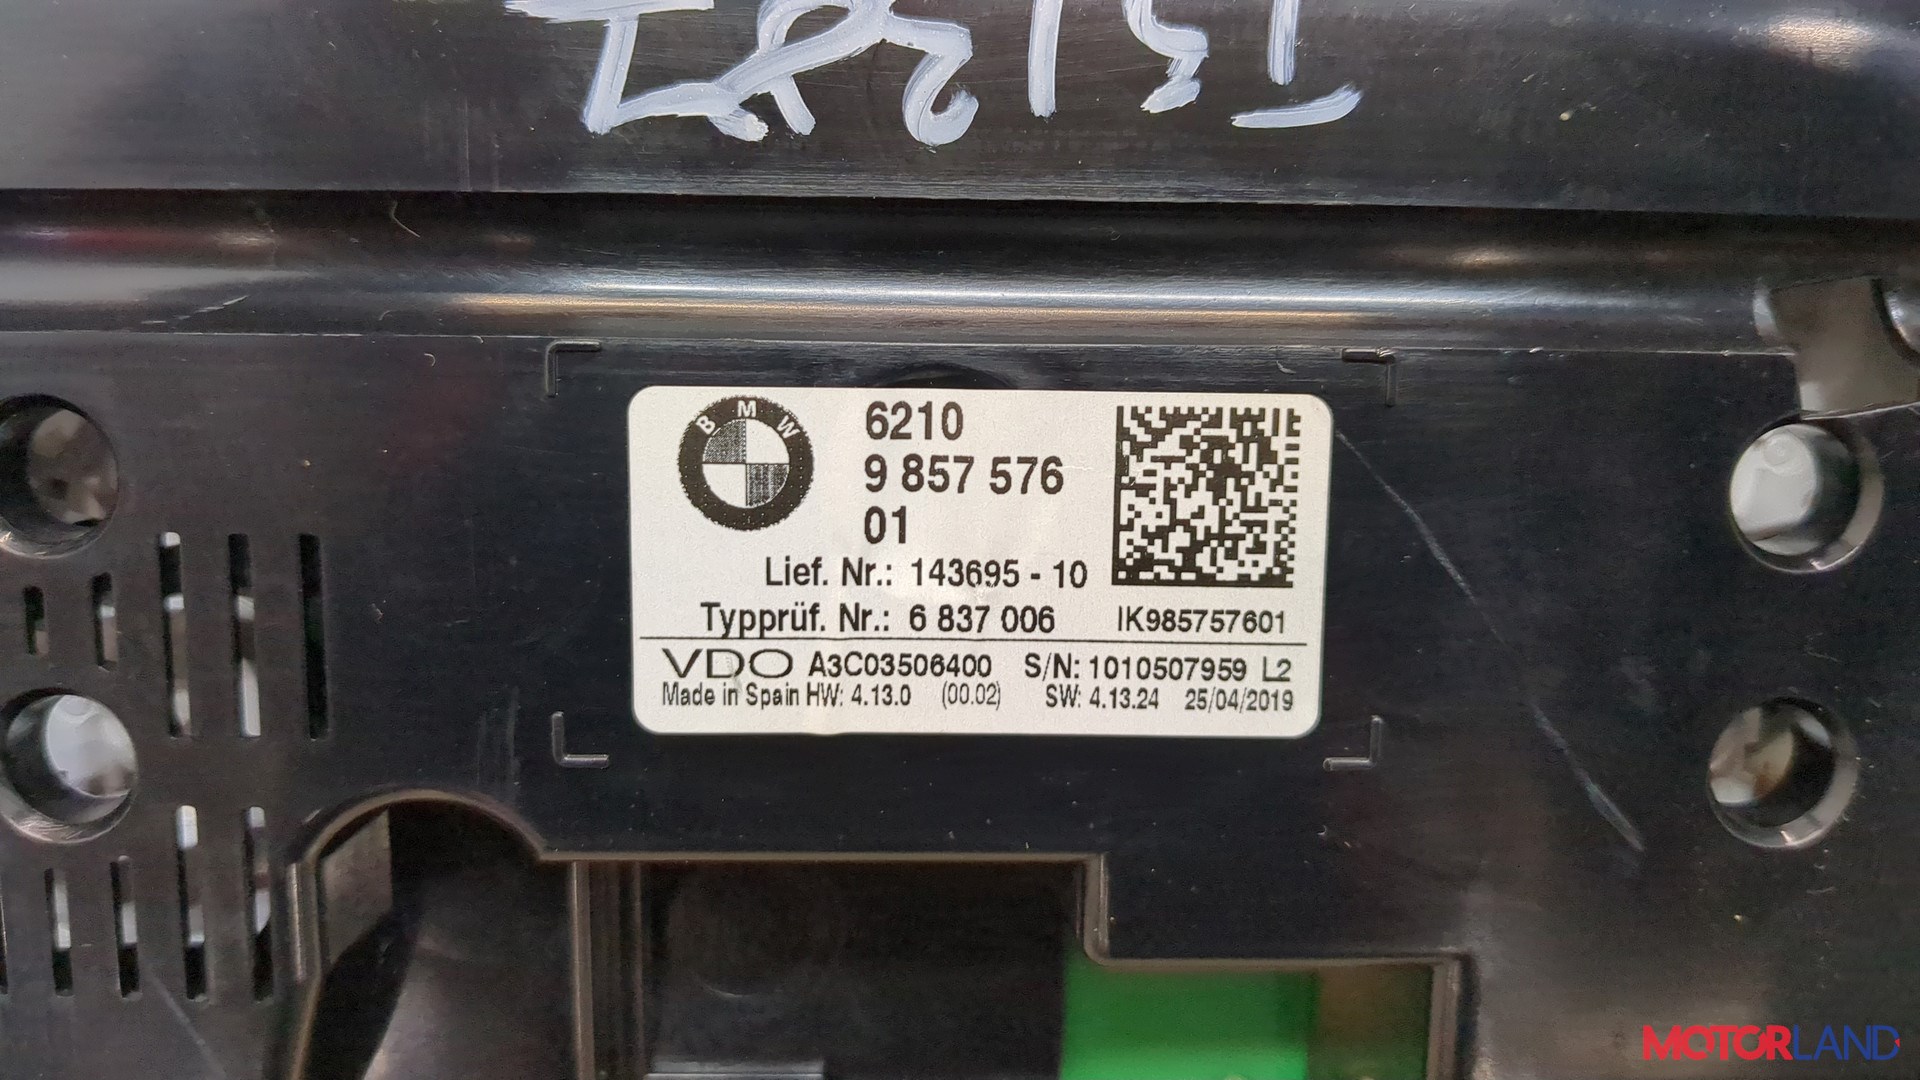 BMW
6210
9 857 576
01
Lief. Nr.: 143695 - 10
Typprüf. Nr.: 6 837 006
IK985757601
VDO A3C03506400 S/N: 1010507959 L2
Made in Spain HW: 4.13.0 (00.02) SW: 4.13.24 25/04/2019
MOTORLAND